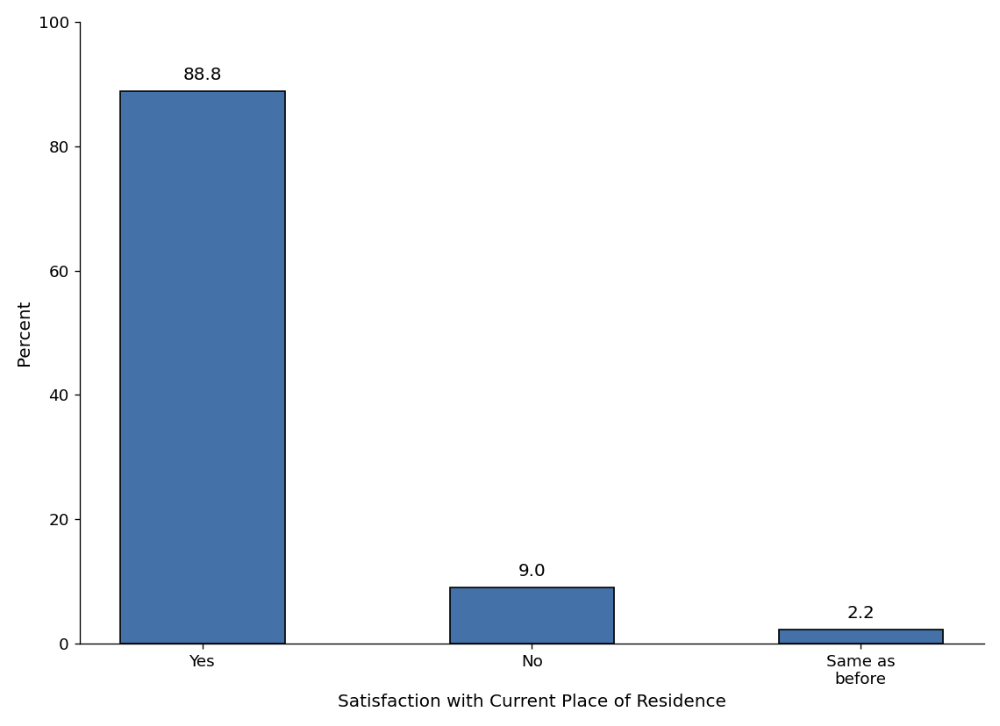 100
80
60
40
20
0
Percent
88.8
9.0
2.2
Yes
No
Same as
before
Satisfaction with Current Place of Residence